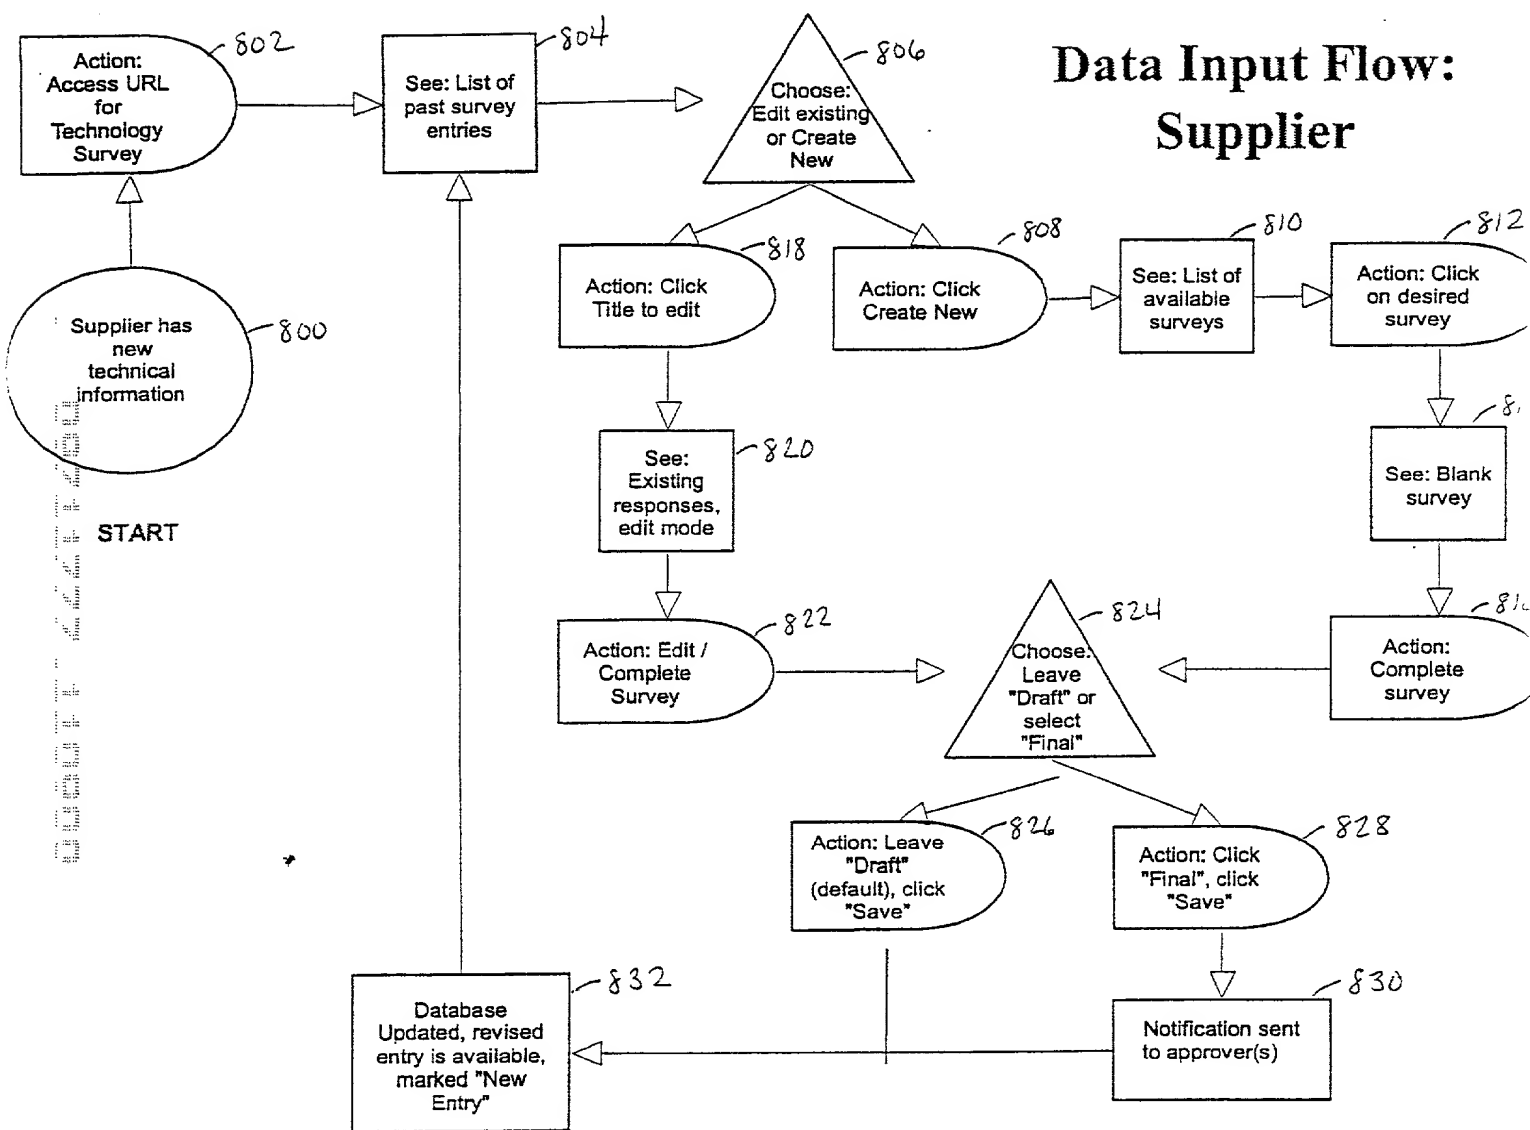 Data Input Flow:
Supplier
802
Action:
Access URL
for
Technology
Survey
804
See: List of
past survey
entries
806
Choose:
Edit existing
or Create
New
800
Supplier has
new
technical
information
START
818
Action: Click
Title to edit
808
Action: Click
Create New
810
See: List of
available
surveys
812
Action: Click
on desired
survey
820
See:
Existing
responses,
edit mode
See: Blank
survey
822
Action: Edit /
Complete
Survey
824
Choose:
Leave
"Draft" or
select
"Final"
Action:
Complete
survey
826
Action: Leave
"Draft"
(default), click
"Save"
828
Action: Click
"Final", click
"Save"
832
Database
Updated, revised
entry is available,
marked "New
Entry"
830
Notification sent
to approver(s)